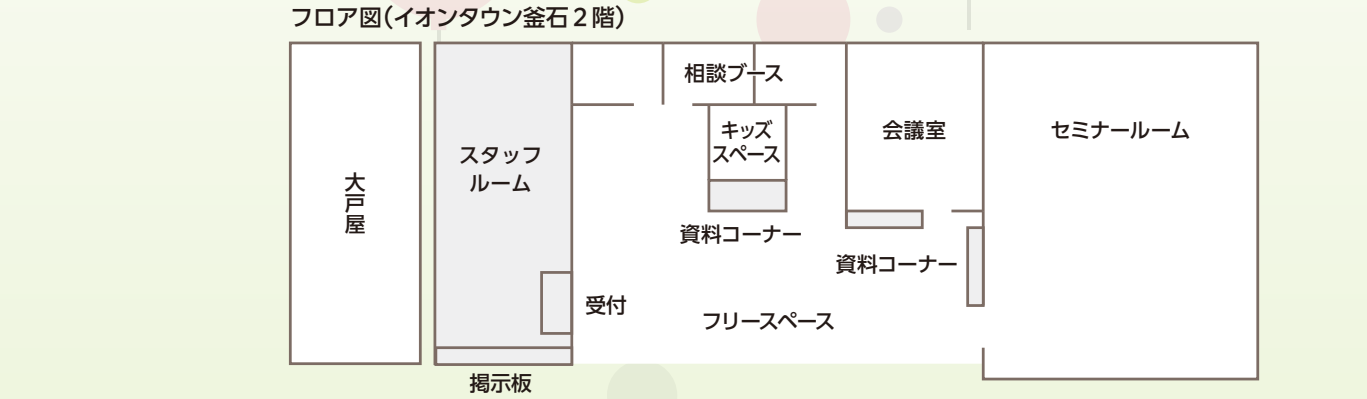 フロア図(イオンタウン釜石2階)
相談ブース
キッズ
スペース
会議室
セミナールーム
スタッフ
ルーム
大戸屋
資料コーナー
資料コーナー
受付
フリースペース
掲示板